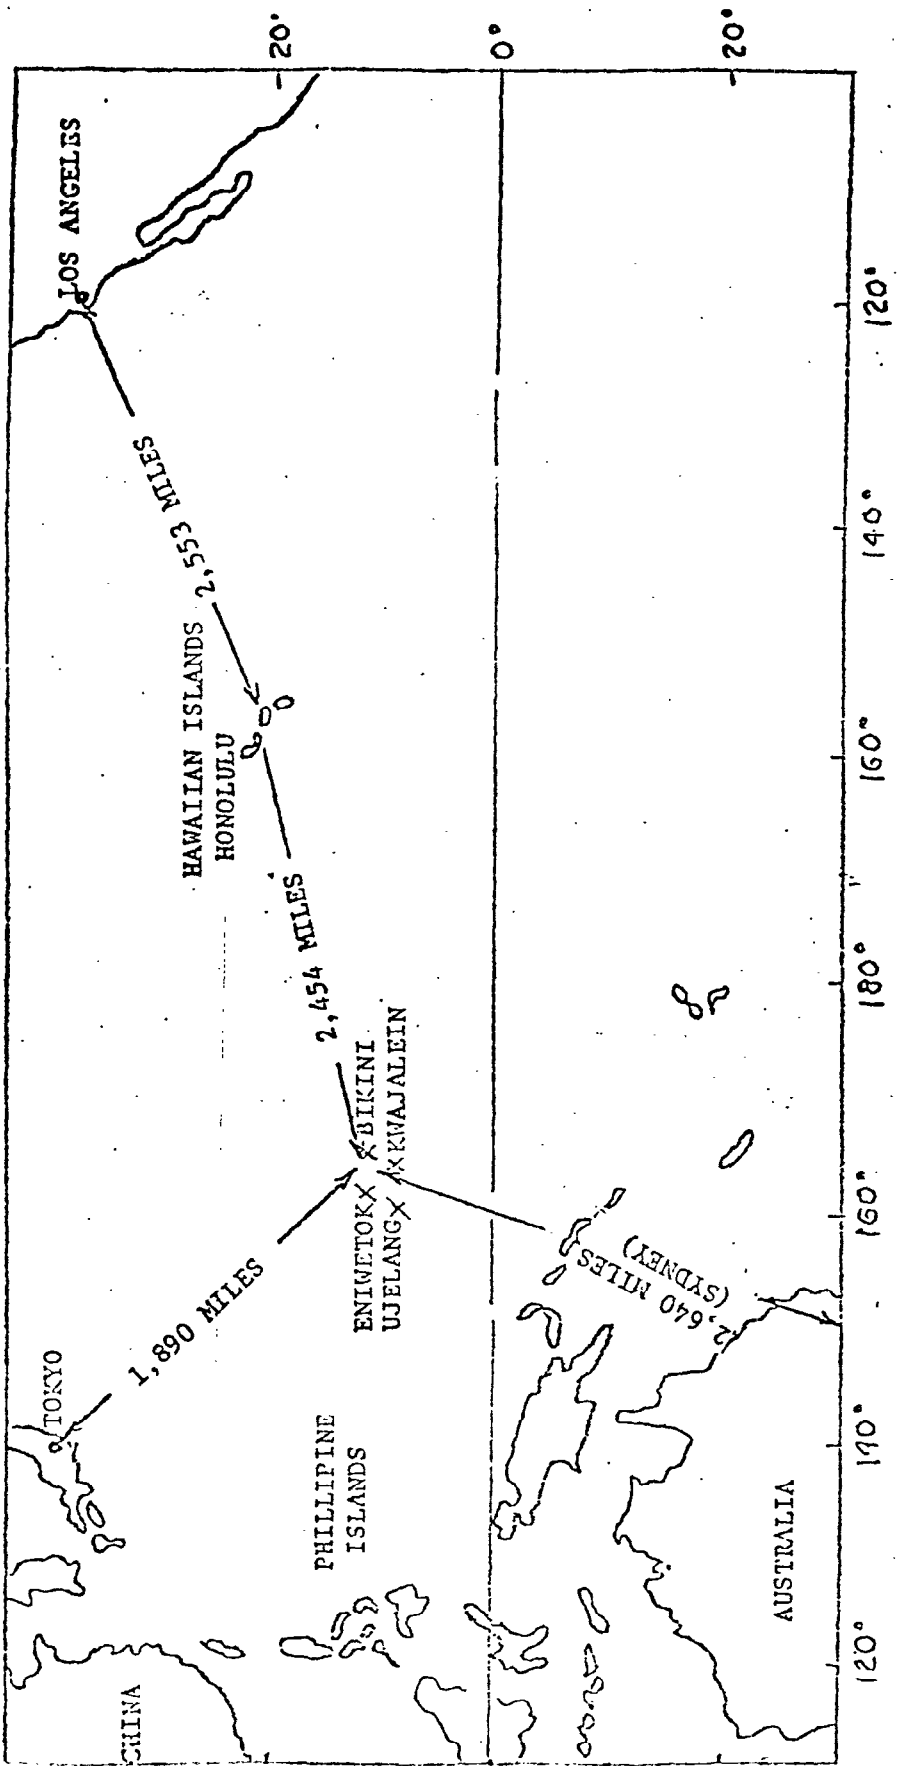 LOS ANGELES
2,553 MILES
HAWAIIAN ISLANDS
HONOLULU
2,454 MILES
BIKINI
KWAJALEIN
ENIWETOK
UJELANG
1,890 MILES
TOKYO
2,640 MILES
(SYDNEY)
PHILLIPINE
ISLANDS
CHINA
AUSTRALIA
20°
0°
20°
120°
140°
160°
180°
160°
140°
120°